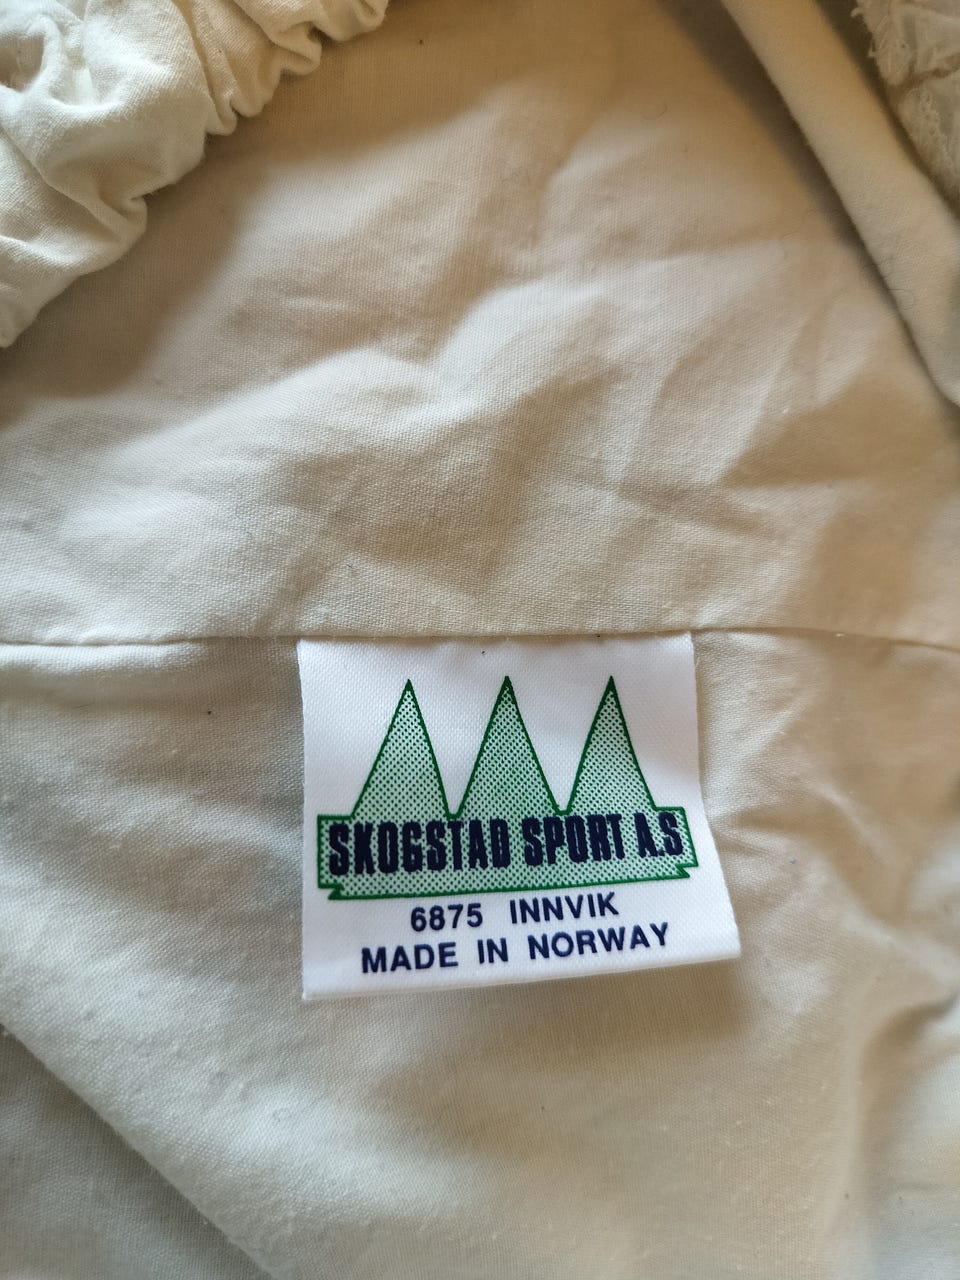 SKOGSTAD SPORT A.S
6875 INNVIK
MADE IN NORWAY